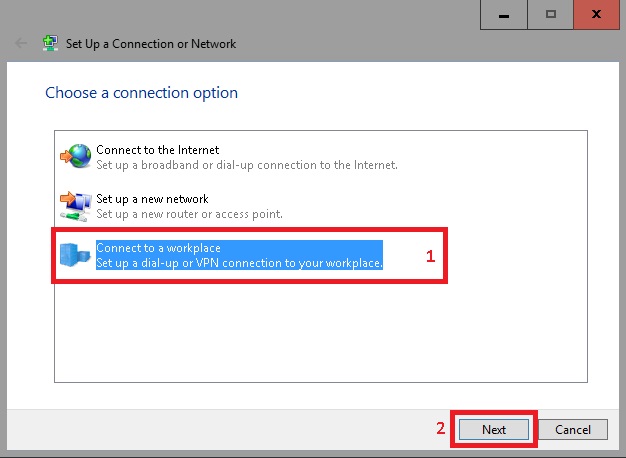 Set Up a Connection or Network
Choose a connection option
Connect to the Internet
Set up a broadband or dial-up connection to the Internet.
Set up a new network
Set up a new router or access point.
Connect to a workplace
Set up a dial-up or VPN connection to your workplace.
1
2
Next
Cancel